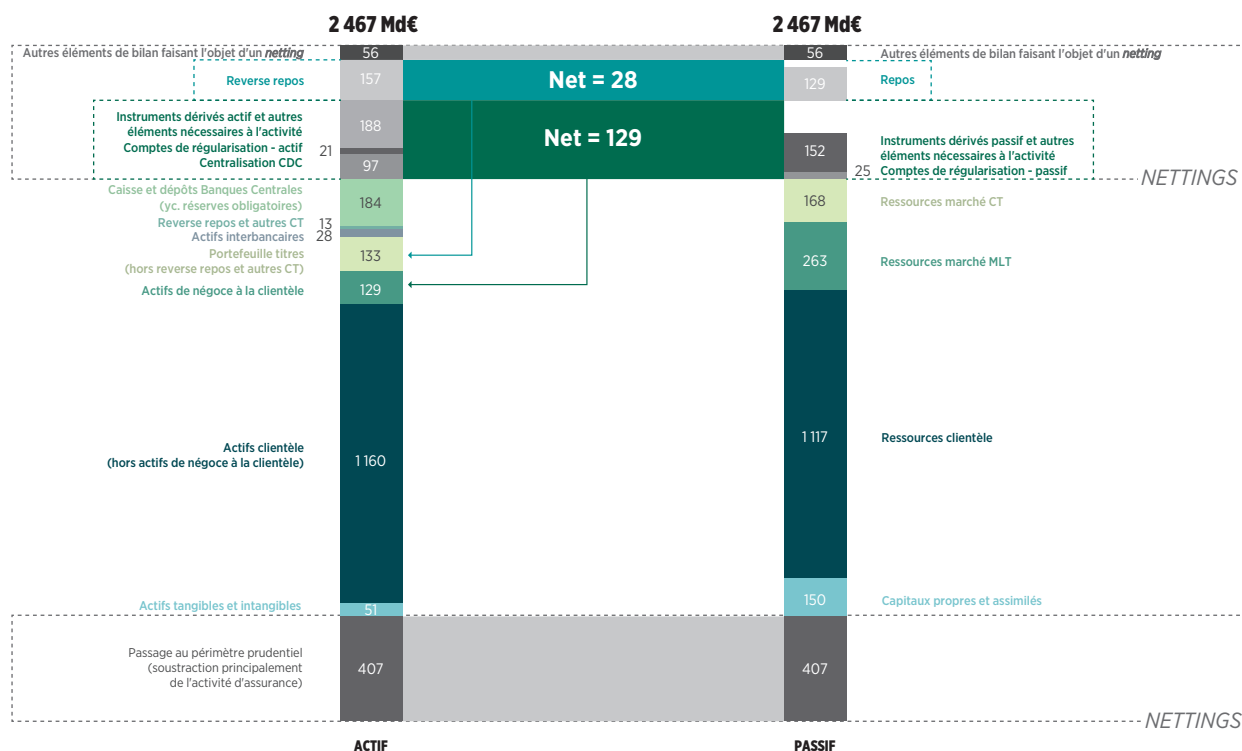 2 467 Md€
2 467 Md€
Autres éléments de bilan faisant l'objet d'un netting
56
56
Autres éléments de bilan faisant l'objet d'un netting
Reverse repos
157
Net = 28
129
Repos
Instruments dérivés actif et autres
éléments nécessaires à l'activité
188
Comptes de régularisation - actif
21
Centralisation CDC
97
Net = 129
152
Instruments dérivés passif et autres
éléments nécessaires à l'activité
25
Comptes de régularisation - passif
NETTINGS
Caisse et dépôts Banques Centrales
(yc. réserves obligatoires)
184
168
Ressources marché CT
Reverse repos et autres CT
13
Actifs interbancaires
28
Portefeuille titres
(hors reverse repos et autres CT)
133
263
Ressources marché MLT
Actifs de négoce à la clientèle
129
Actifs clientèle
(hors actifs de négoce à la clientèle)
1 160
1 117
Ressources clientèle
Actifs tangibles et intangibles
51
150
Capitaux propres et assimilés
Passage au périmètre prudentiel
(soustraction principalement
de l'activité d'assurance)
407
407
NETTINGS
ACTIF
PASSIF